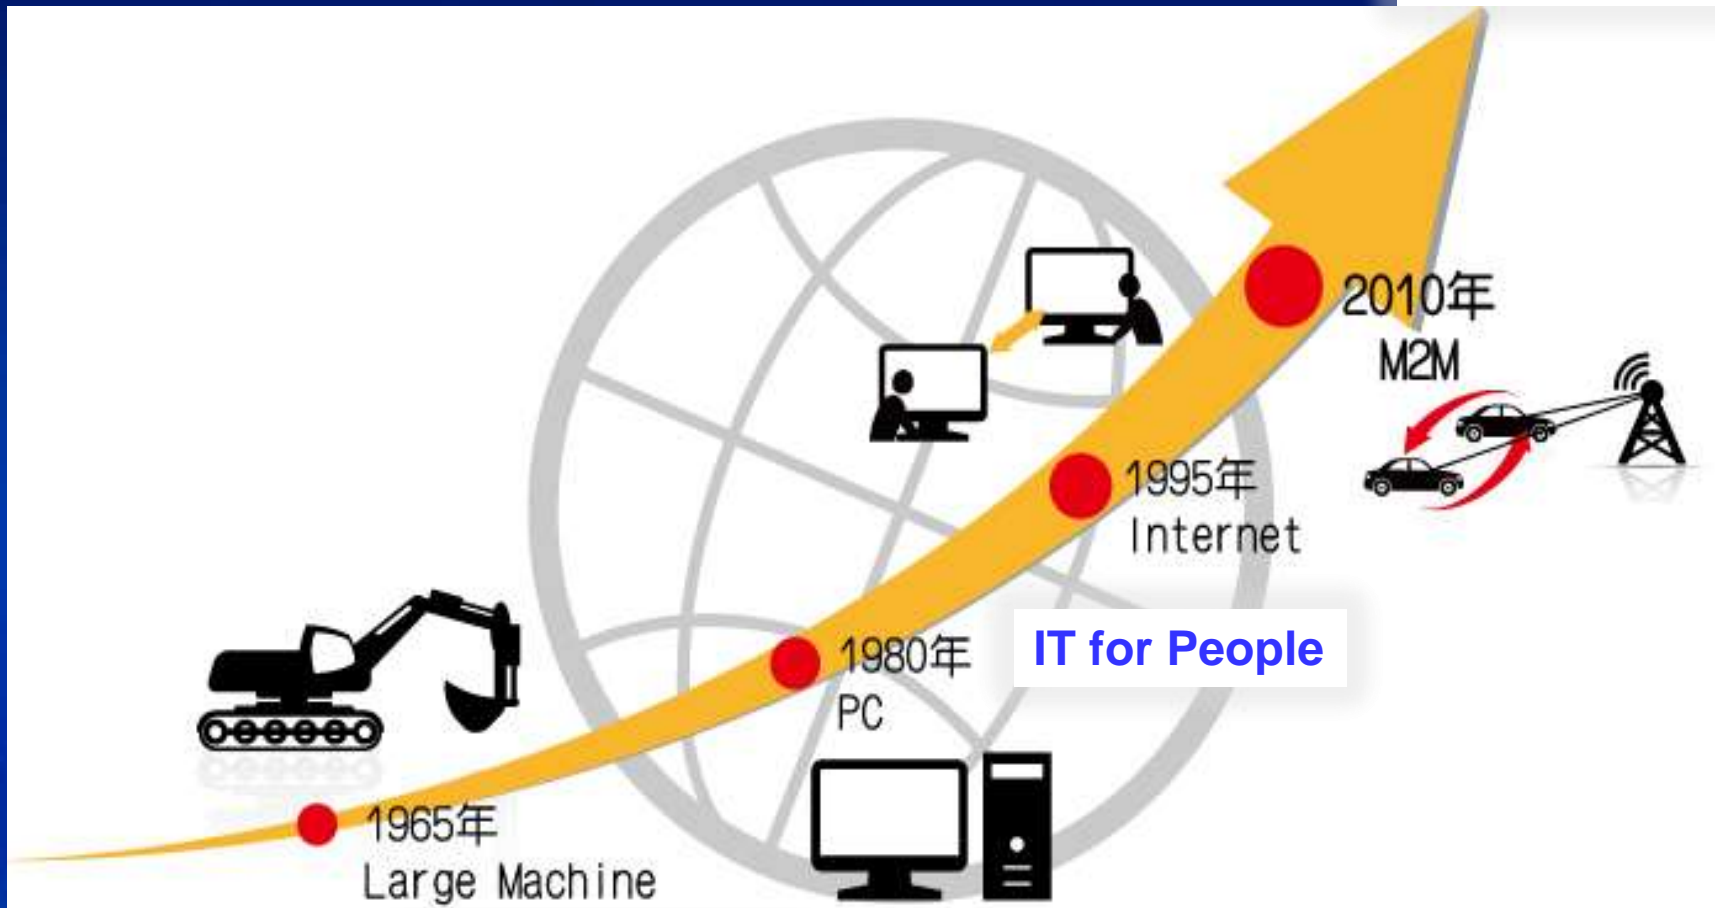 2010年
M2M
1995年
Internet
IT for People
1980年
PC
1965年
Large Machine